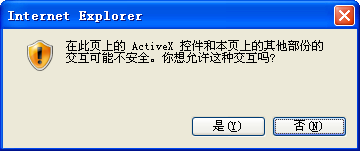 Internet Explorer
在此页上的 ActiveX 控件和本页上的其他部份的
交互可能不安全。你想允许这种交互吗?
是(Y)
否(N)